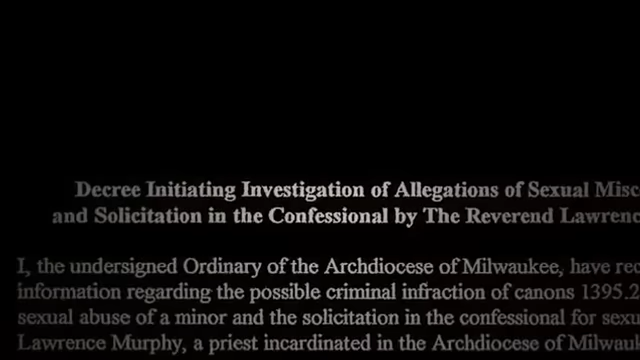 Decree Initiating Investigation of Allegations of Sexual Misc
and Solicitation in the Confessional by The Reverend Lawrenc
I, the undersigned Ordinary of the Archdiocese of Milwaukee, have rec
information regarding the possible criminal infraction of canons 1395.2
sexual abuse of a minor and the solicitation in the confessional for sexu
Lawrence Murphy, a priest incardinated in the Archdiocese of Milwau